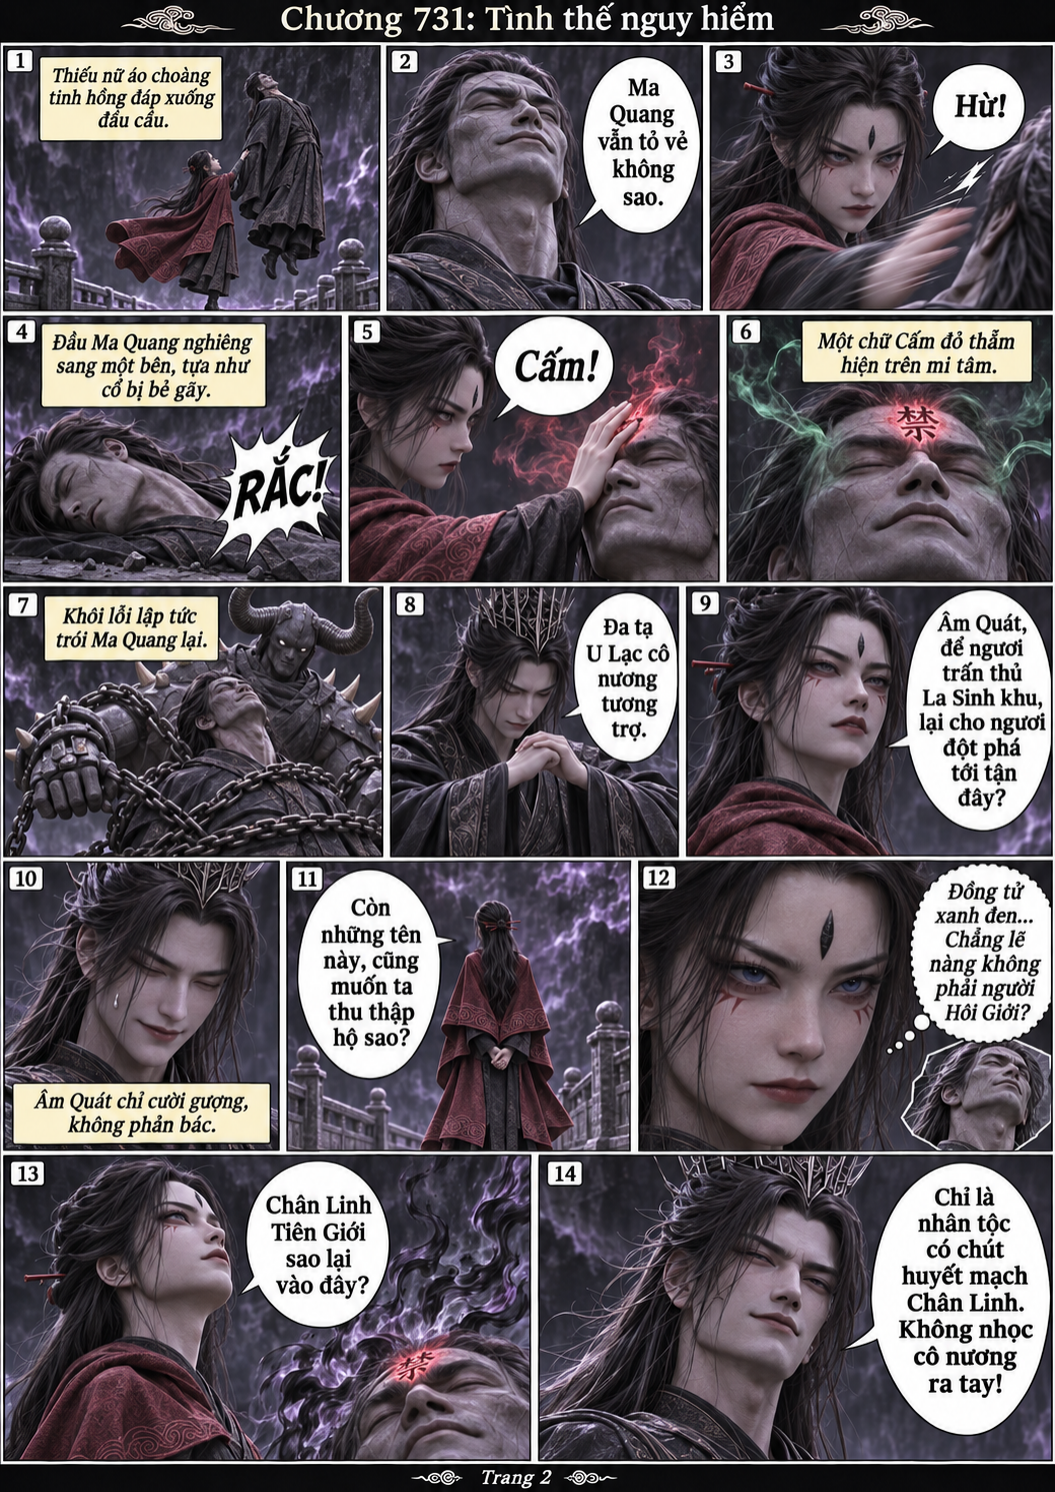 Chương 731: Tình thế nguy hiểm
1
Thiếu nữ áo choàng
tinh hồng đáp xuống
đầu cầu.
2
Ma
Quang
vẫn tỏ vẻ
không
sao.
3
Hừ!
4
Đầu Ma Quang nghiêng
sang một bên, tựa như
cổ bị bẻ gãy.
RẮC!
5
Cấm!
6
Một chữ Cấm đỏ thẫm
hiện trên mi tâm.
禁
7
Khôi lỗi lập tức
trói Ma Quang lại.
8
Đa tạ
U Lạc cô
nương
tương
trợ.
9
Âm Quát,
để ngươi
trấn thủ
La Sinh khu,
lại cho ngươi
đột phá
tới tận
đây?
10
Âm Quát chỉ cười gượng,
không phản bác.
11
Còn
những tên
này, cũng
muốn ta
thu thập
hộ sao?
12
Đồng tử
xanh đen...
Chẳng lẽ
nàng không
phải người
Hôi Giới?
13
Chân Linh
Tiên Giới
sao lại
vào đây?
禁
14
Chỉ là
nhân tộc
có chút
huyết mạch
Chân Linh.
Không nhọc
cô nương
ra tay!
Trang 2